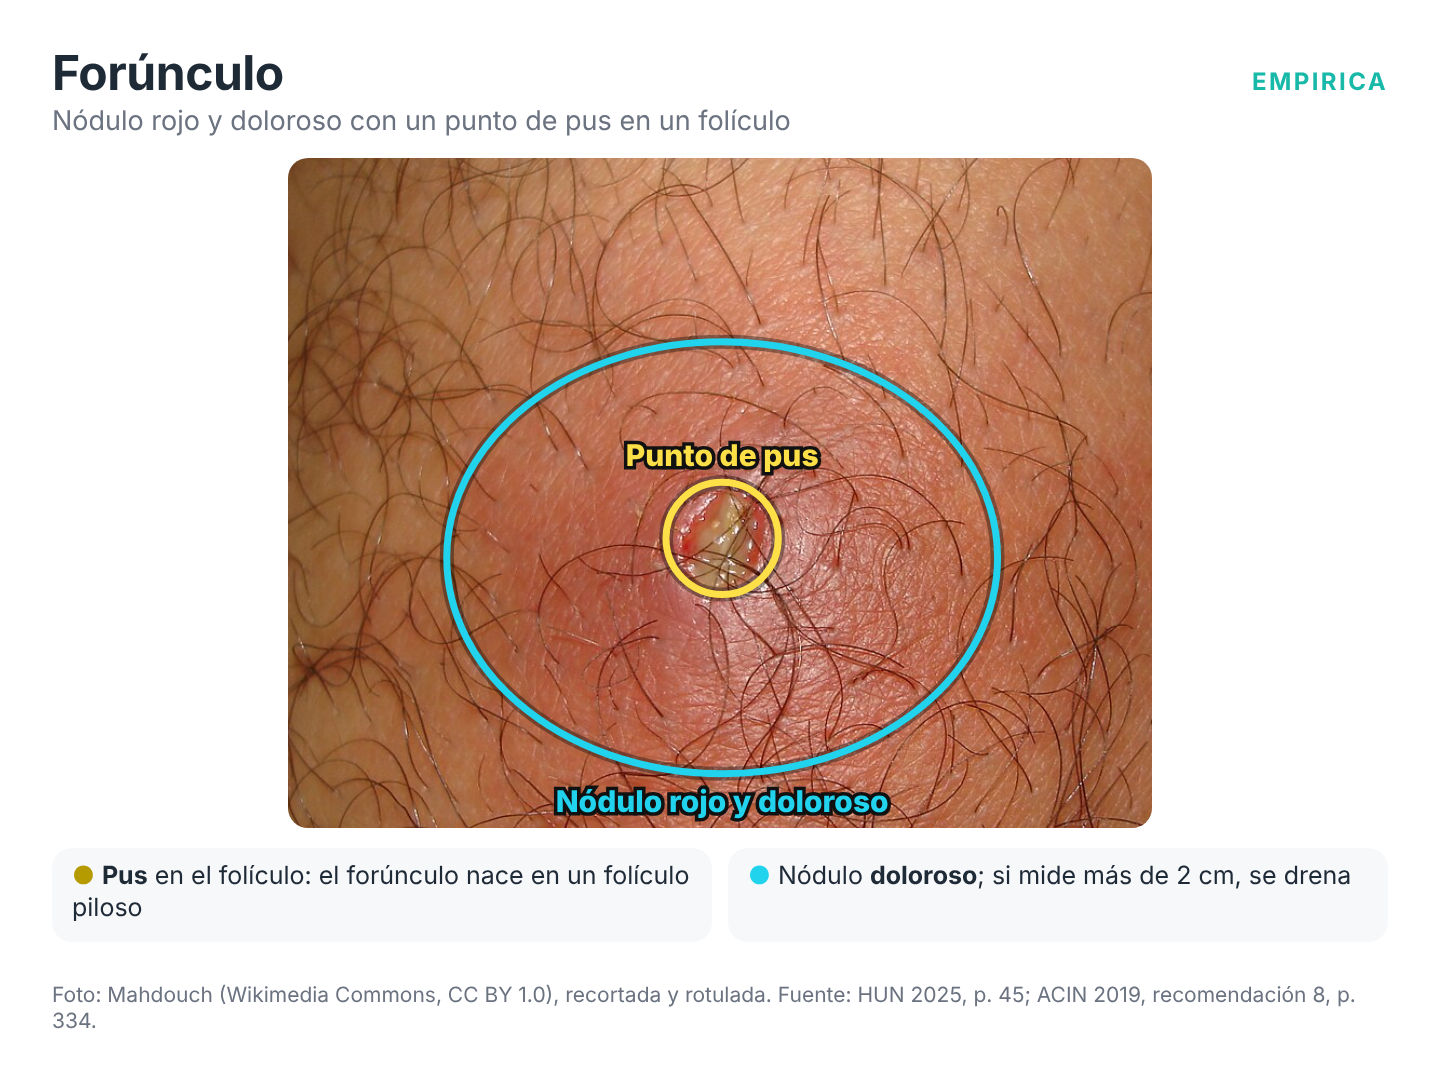 Forúnculo
EMPIRICA
Nódulo rojo y doloroso con un punto de pus en un folículo
Punto de pus
Nódulo rojo y doloroso
Pus en el folículo: el forúnculo nace en un folículo
piloso
Nódulo doloroso; si mide más de 2 cm, se drena
Foto: Mahdouch (Wikimedia Commons, CC BY 1.0), recortada y rotulada. Fuente: HUN 2025, p. 45; ACIN 2019, recomendación 8, p.
334.